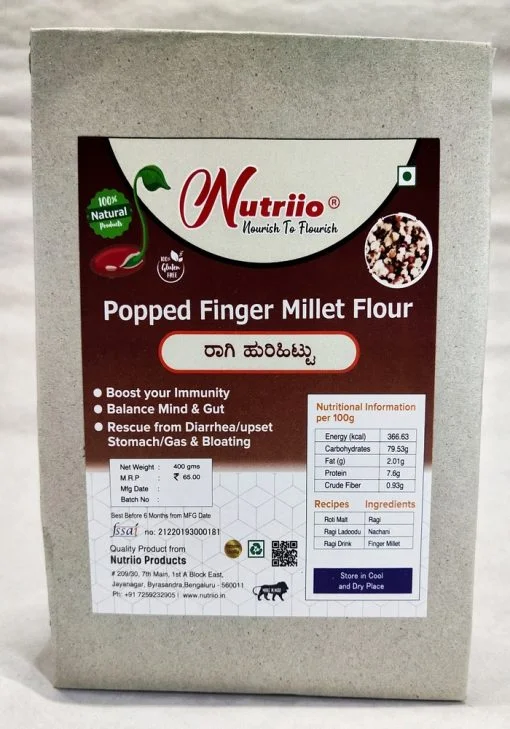 100%
Natural
Products
Nutriio ®
Nourish To Flourish
100%
Gluten
FREE
Popped Finger Millet Flour
ರಾಗಿ ಹುರಿಹಿಟ್ಟು
Boost your Immunity
Balance Mind & Gut
Rescue from Diarrhea/upset
Stomach/Gas & Bloating
Net Weight : 400 gms
M.R.P : ₹ 65.00
Mfg Date :
Batch No :
Best Before 6 Months from MFG Date
fssai no: 21220193000181
Quality Product from
Nutriio Products
# 209/30, 7th Main, 1st A Block East,
Jayanagar, Byrasandra,Bengaluru - 560011
Ph: +91 7259232905 | www.nutriio.in
Nutritional Information
per 100g
Energy (kcal) 366.63
Carbohydrates 79.53g
Fat (g) 2.01g
Protein 7.6g
Crude Fiber 0.93g
Recipes Ingredients
Roti Malt Ragi
Ragi Ladoodu Nachani
Ragi Drink Finger Millet
Store in Cool
and Dry Place